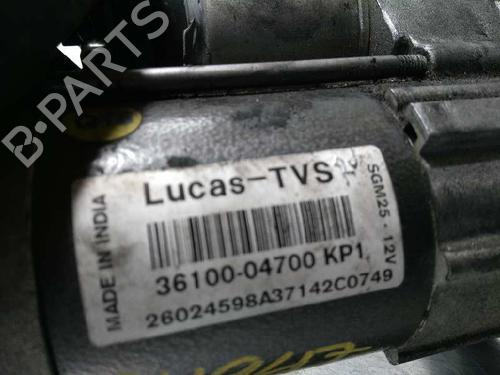 B-PARTS
Lucas-TVS
MADE IN INDIA
SGM25 - 12V
36100-04700 KP1
26024598A37142C0749